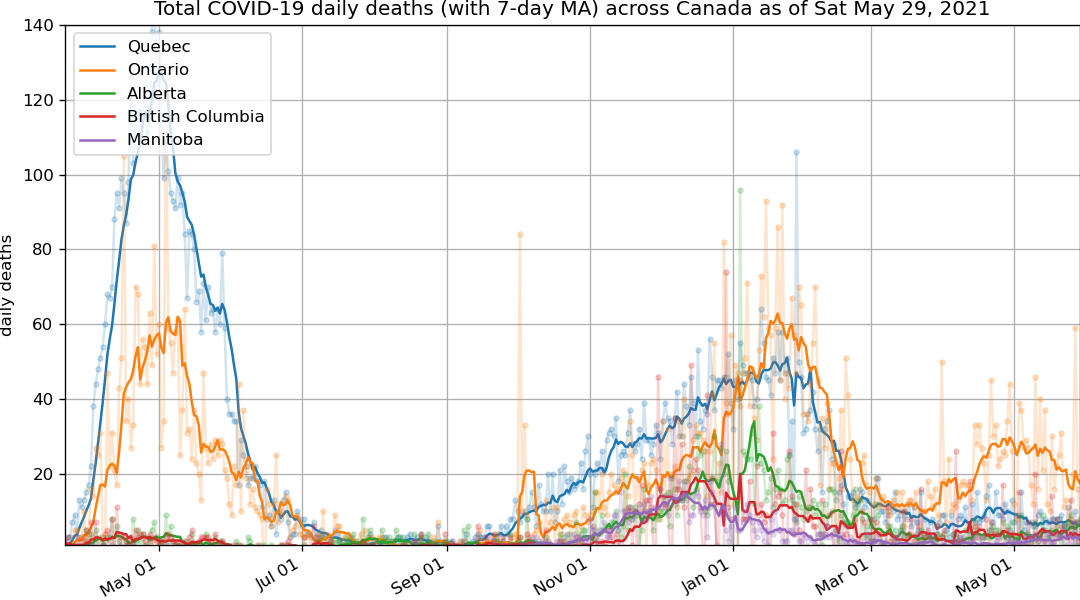 Total COVID-19 daily deaths (with 7-day MA) across Canada as of Sat May 29, 2021
daily deaths
140
120
100
80
60
40
20
Quebec
Ontario
Alberta
British Columbia
Manitoba
May 01
Jul 01
Sep 01
Nov 01
Jan 01
Mar 01
May 01